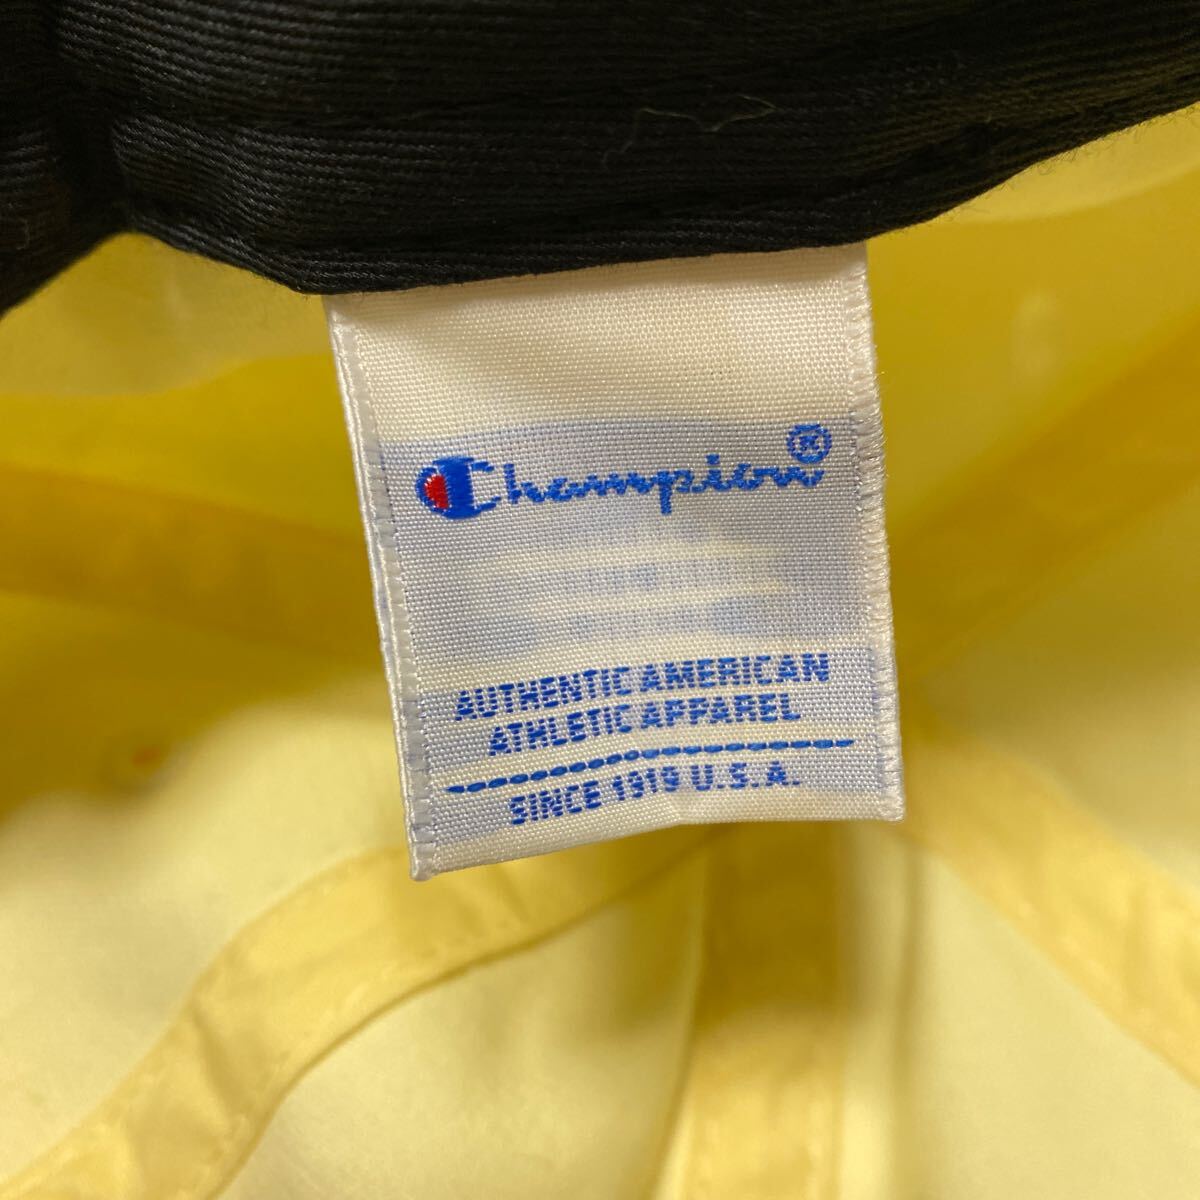 Champion®
AUTHENTIC AMERICAN
ATHLETIC APPAREL
SINCE 1919 U.S.A.